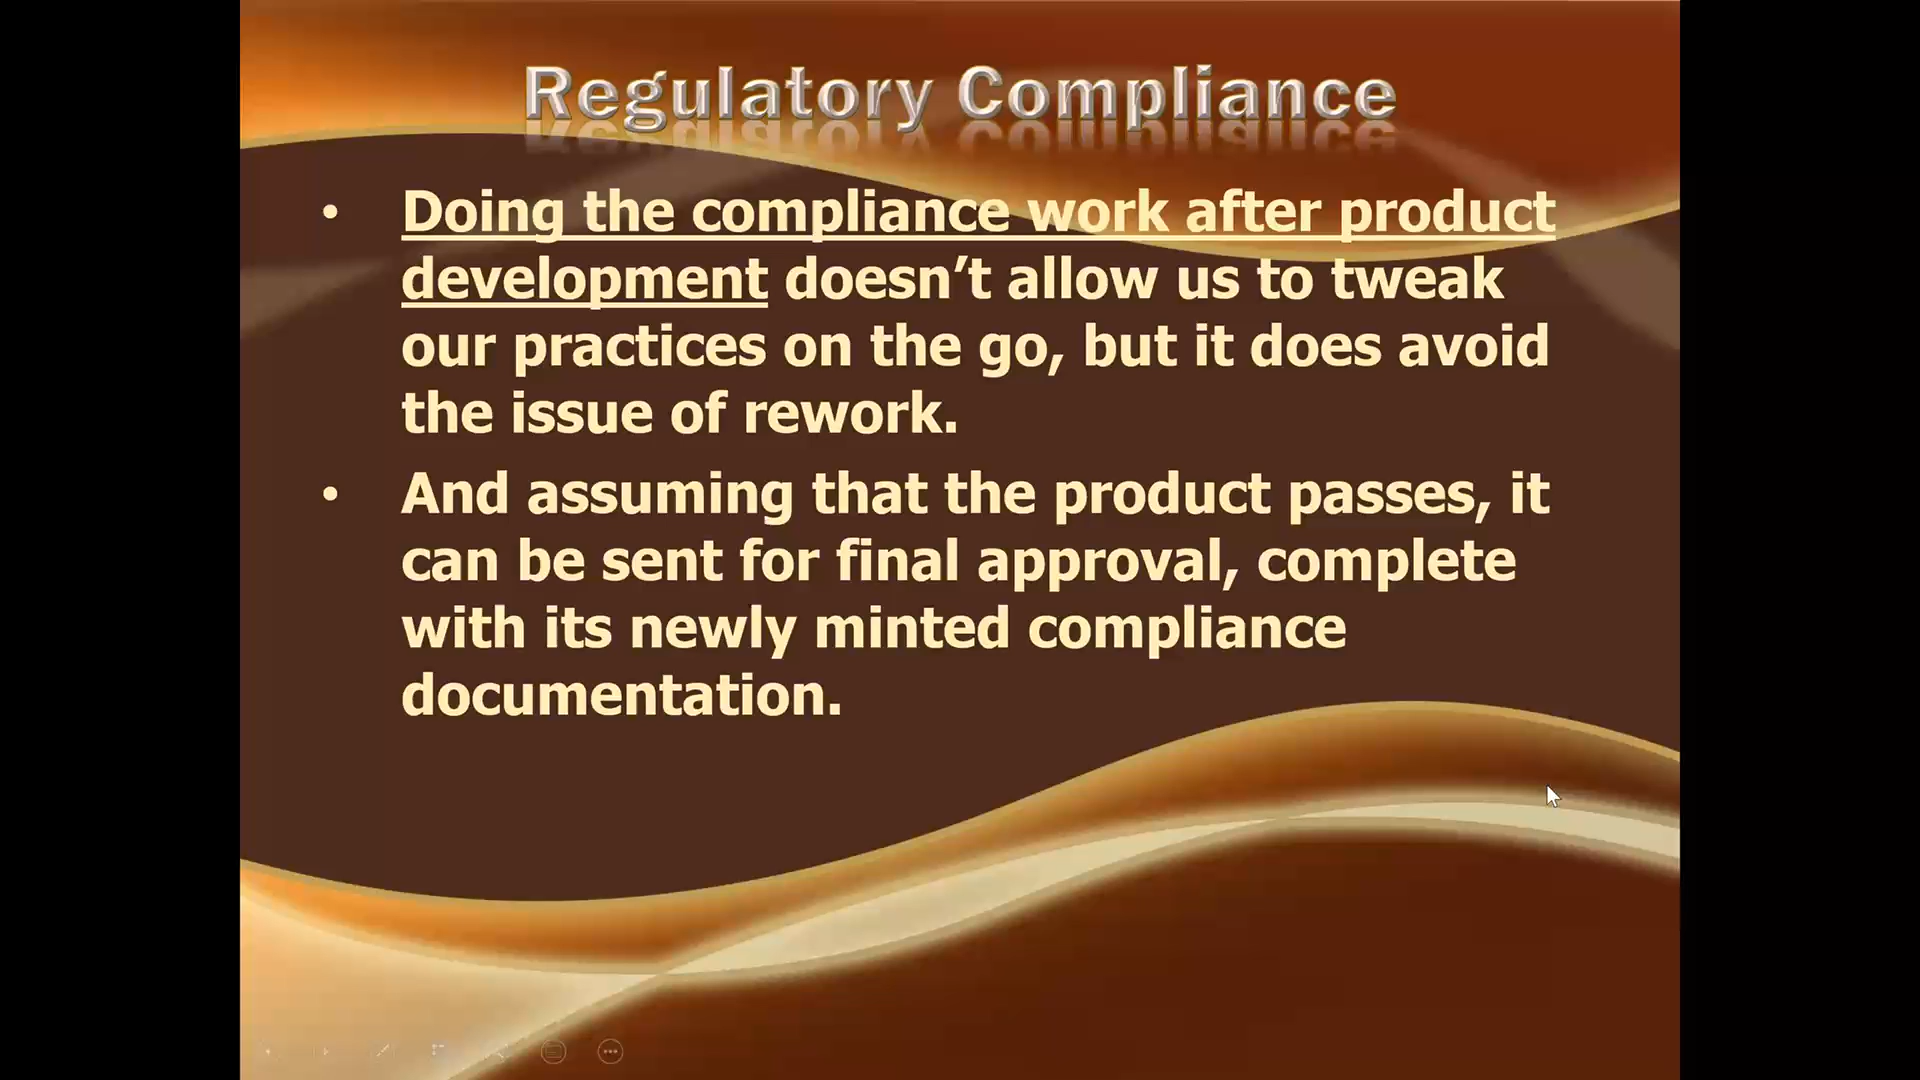 Regulatory Compliance
• Doing the compliance work after product
development doesn’t allow us to tweak
our practices on the go, but it does avoid
the issue of rework.
• And assuming that the product passes, it
can be sent for final approval, complete
with its newly minted compliance
documentation.